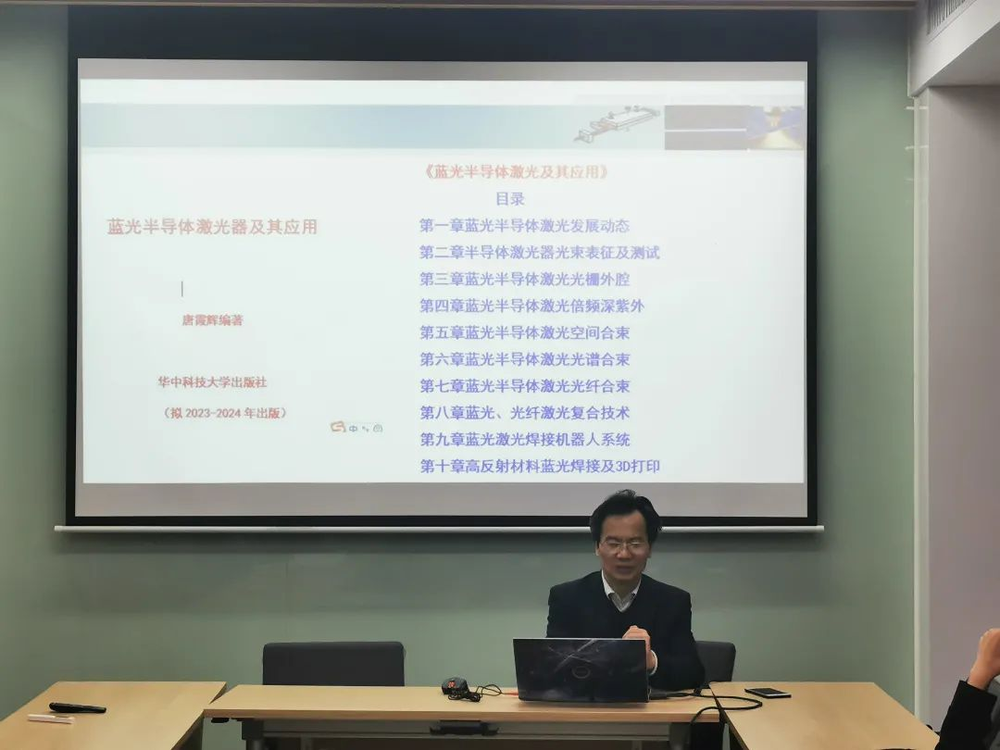 蓝光半导体激光器及其应用
唐霞辉编著
华中科技大学出版社
（拟 2023-2024 年出版）
中
《蓝光半导体激光及其应用》
目录
第一章蓝光半导体激光发展动态
第二章半导体激光器光束表征及测试
第三章蓝光半导体激光光栅外腔
第四章蓝光半导体激光倍频深紫外
第五章蓝光半导体激光空间合束
第六章蓝光半导体激光光谱合束
第七章蓝光半导体激光光纤合束
第八章蓝光、光纤激光复合技术
第九章蓝光激光焊接机器人系统
第十章高反射材料蓝光焊接及3D打印